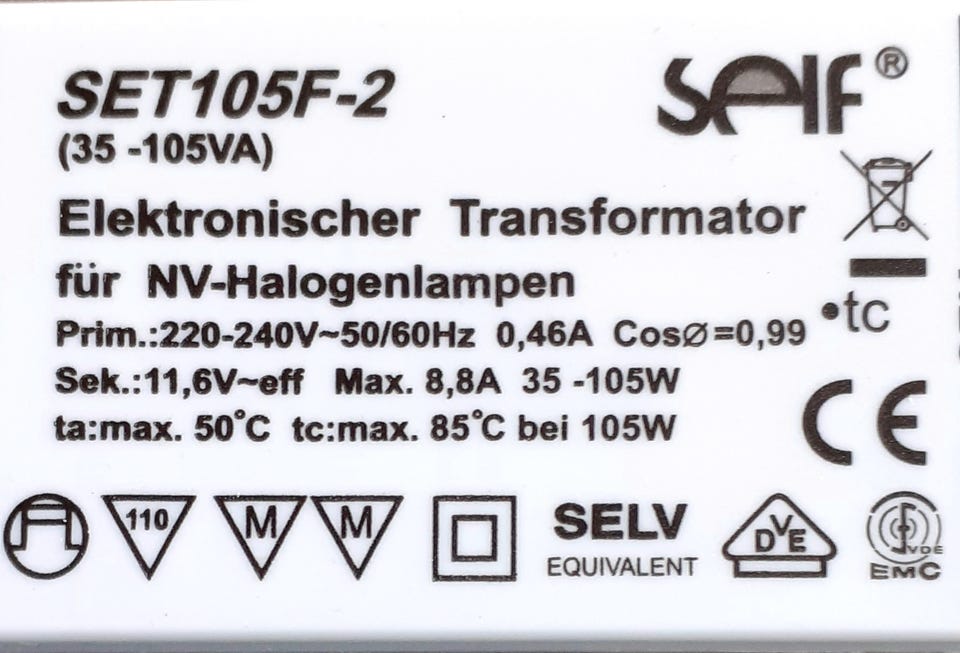 SET105F-2
(35 -105VA)
Self®
Elektronischer Transformator
für NV-Halogenlampen
Prim.:220-240V~50/60Hz 0,46A CosØ=0,99
•tc
Sek.:11,6V~eff Max. 8,8A 35 -105W
ta:max. 50°C tc:max. 85°C bei 105W
CE
110
M
M
SELV
EQUIVALENT
DVE
VDE
EMC